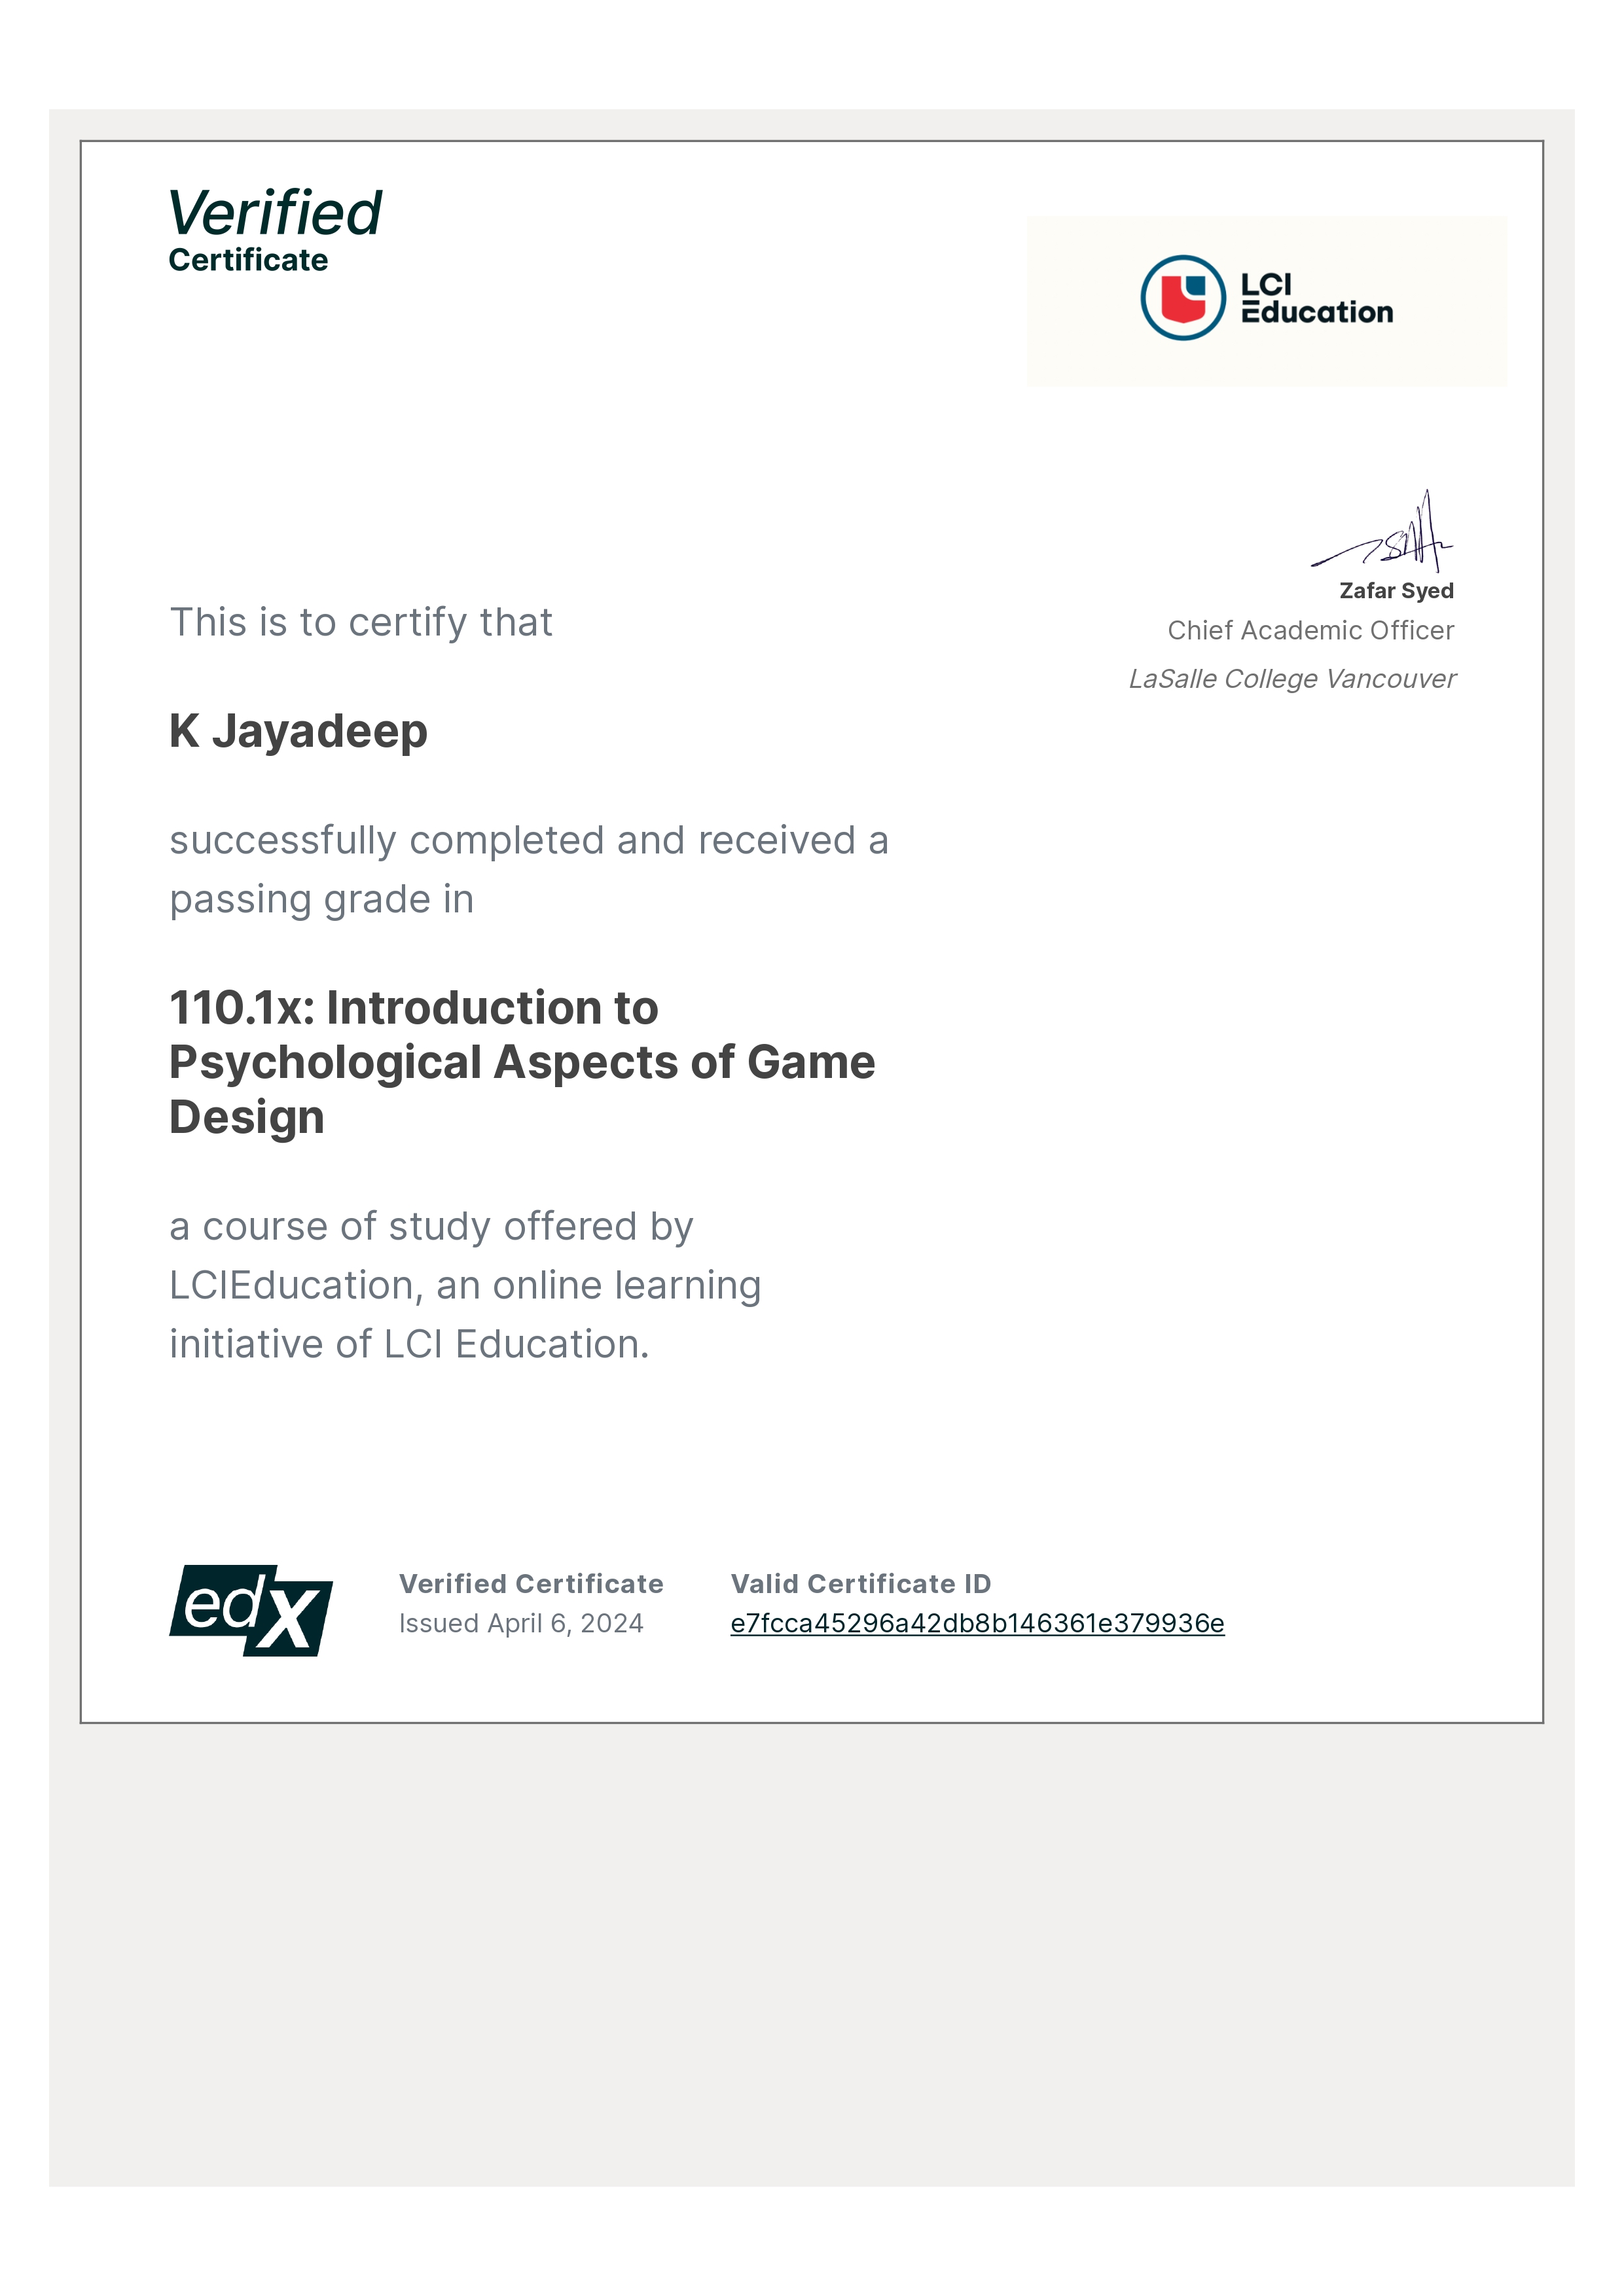 Verified
Certificate
LCI
Education
Zafar Syed
Chief Academic Officer
LaSalle College Vancouver
This is to certify that
K Jayadeep
successfully completed and received a
passing grade in
110.1x: Introduction to
Psychological Aspects of Game
Design
a course of study offered by
LCIEducation, an online learning
initiative of LCI Education.
edX
Verified Certificate
Issued April 6, 2024
Valid Certificate ID
e7fcca45296a42db8b146361e379936e